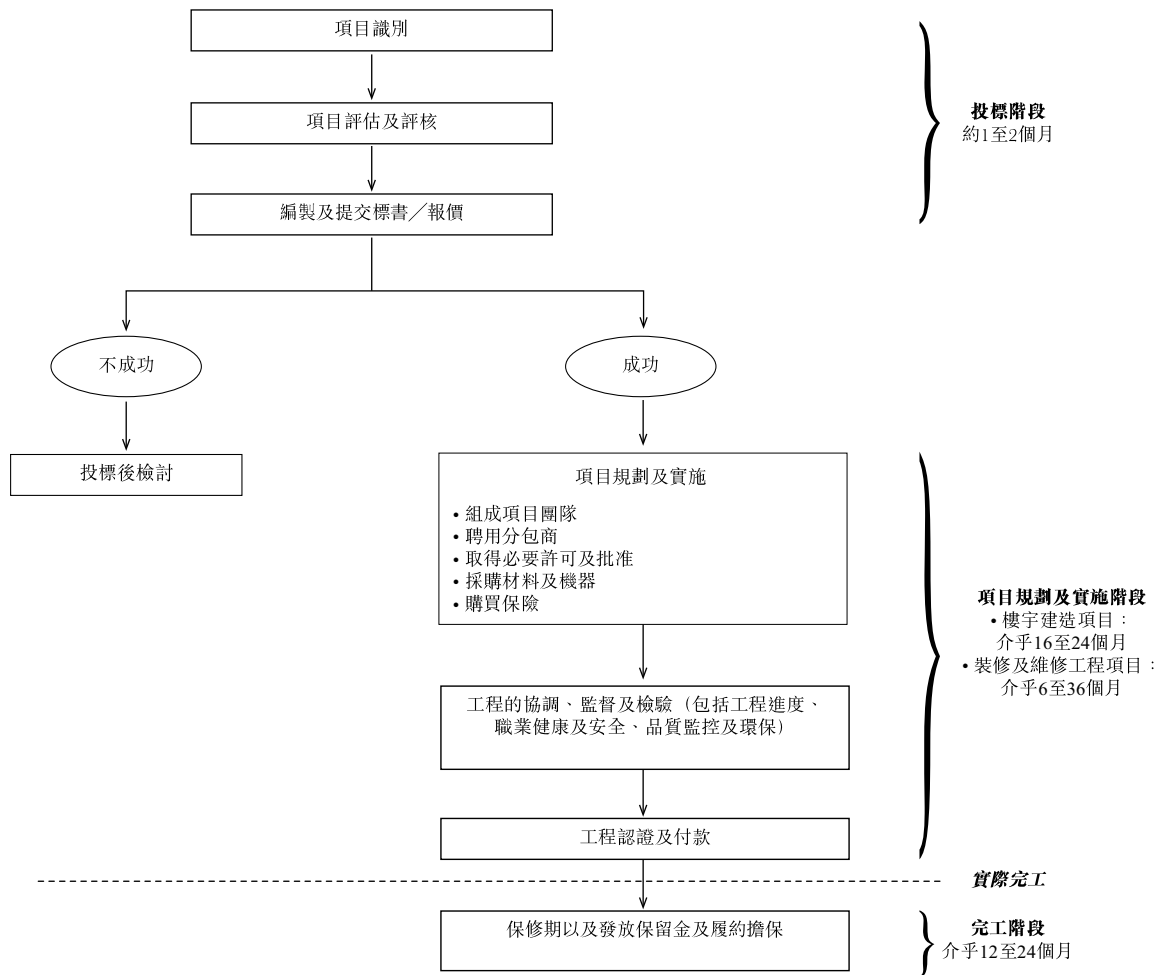 項目識別
項目評估及評核
編製及提交標書／報價
投標階段
約1至2個月
不成功
成功
投標後檢討
項目規劃及實施
• 組成項目團隊
• 聘用分包商
• 取得必要許可及批准
• 採購材料及機器
• 購買保險
項目規劃及實施階段
• 樓宇建造項目：
介乎16至24個月
• 裝修及維修工程項目：
介乎6至36個月
工程的協調、監督及檢驗（包括工程進度、
職業健康及安全、品質監控及環保）
工程認證及付款
實際完工
保修期以及發放保留金及履約擔保
完工階段
介乎12至24個月